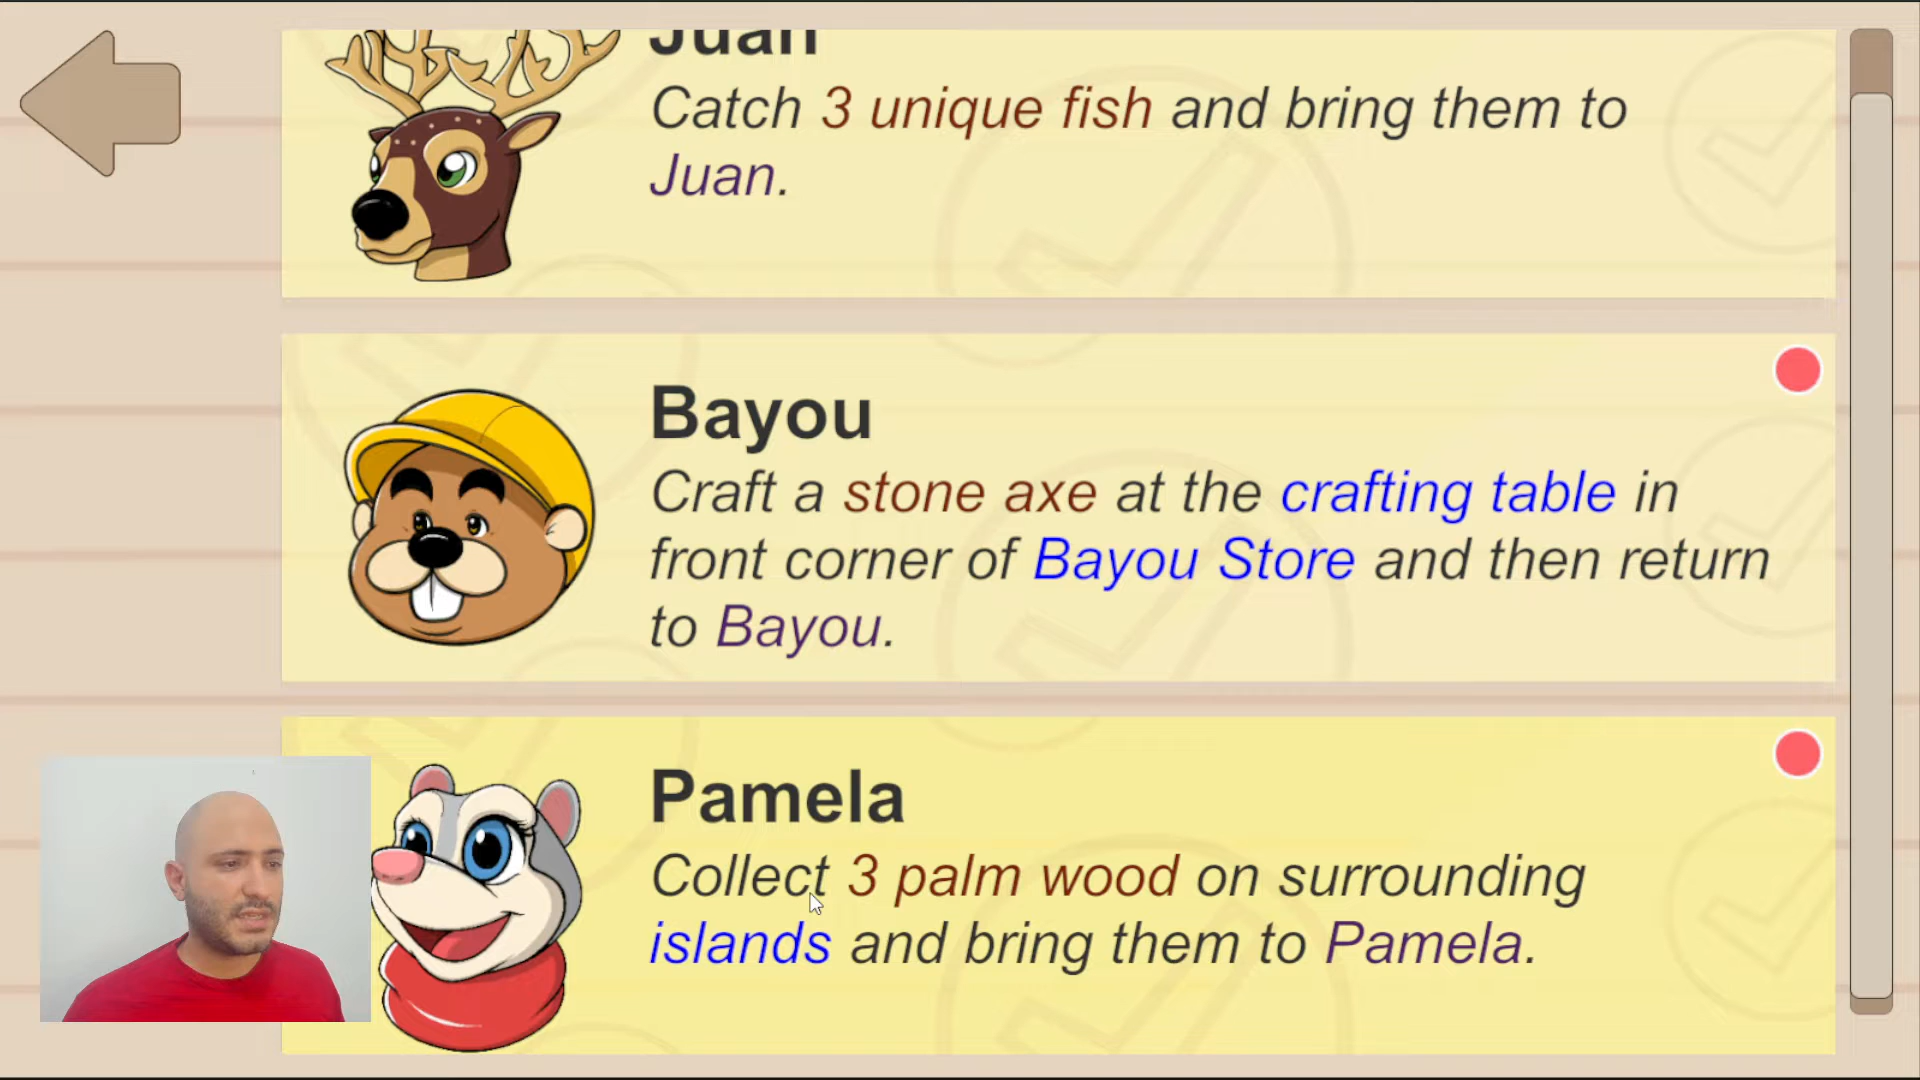 Juan
Catch 3 unique fish and bring them to
Juan.
Bayou
Craft a stone axe at the crafting table in
front corner of Bayou Store and then return
to Bayou.
Pamela
Collect 3 palm wood on surrounding
islands and bring them to Pamela.